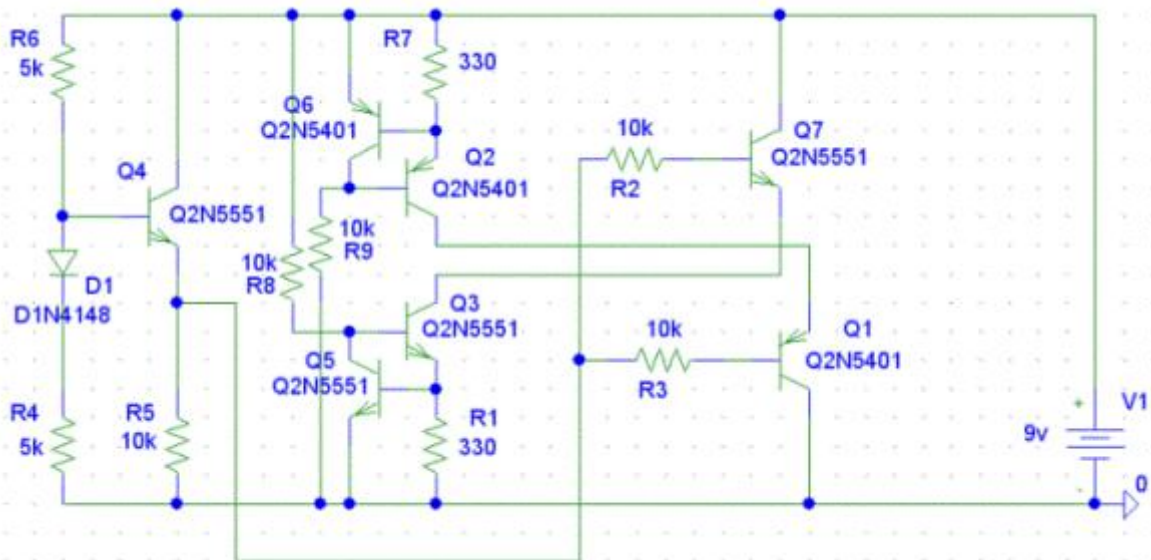 R6
5k
R7
330
Q6
Q2N5401
Q2
Q2N5401
10k
R2
Q7
Q2N5551
Q4
Q2N5551
10k
R9
10k
R8
D1
D1N4148
Q3
Q2N5551
Q5
Q2N5551
10k
R3
Q1
Q2N5401
R4
5k
R5
10k
R1
330
+
V1
9v
-
0